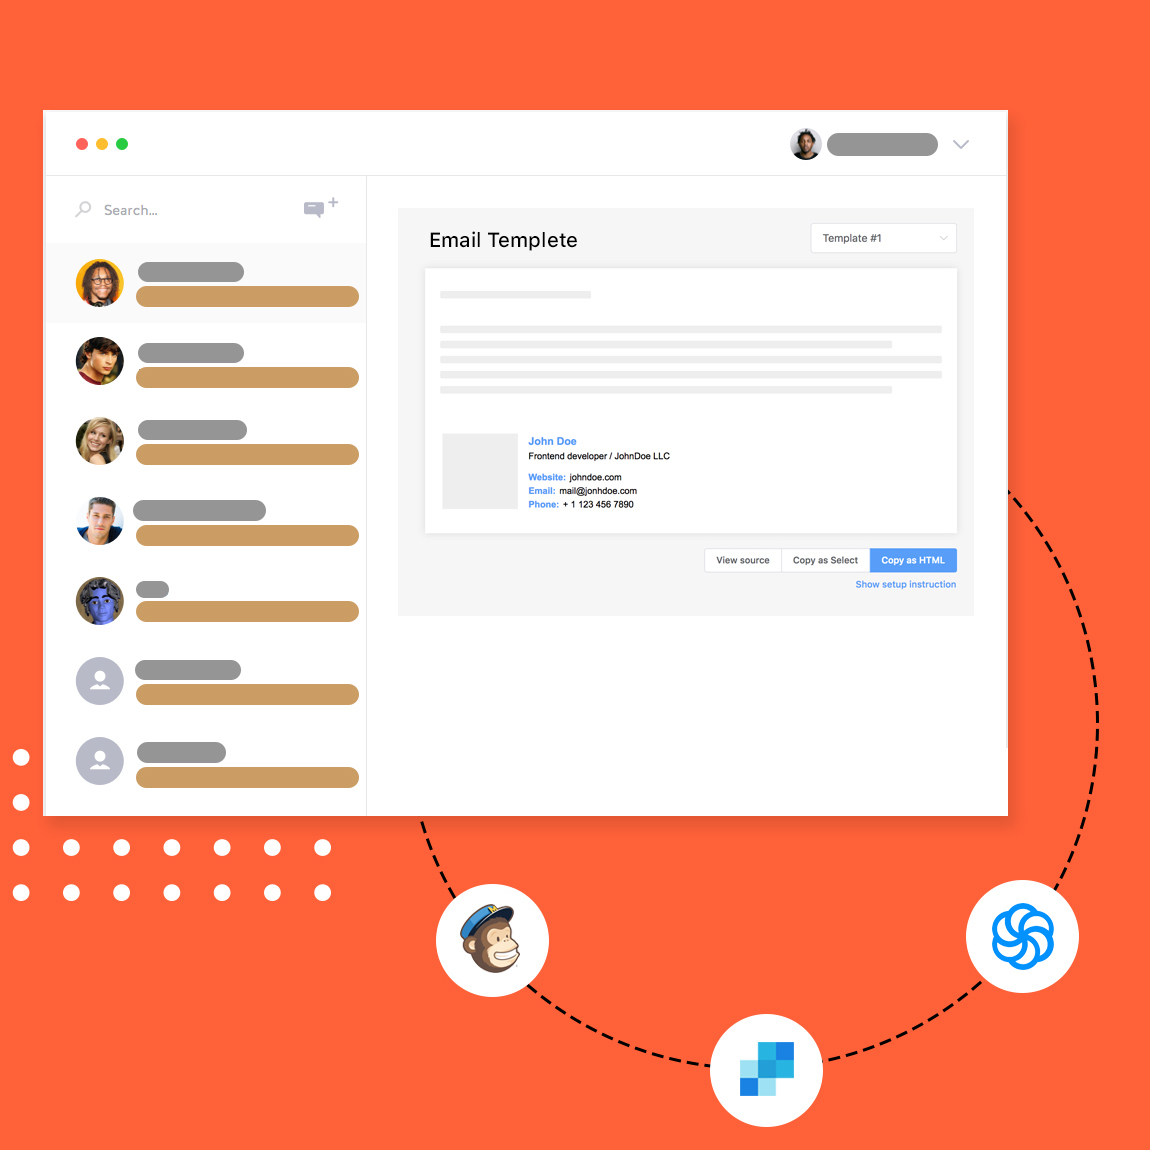 Search...
Email Templete
Template #1
John Doe
Frontend developer / JohnDoe LLC
Website: johndoe.com
Email: mail@jonhdoe.com
Phone: + 1 123 456 7890
View source
Copy as Select
Copy as HTML
Show setup instruction